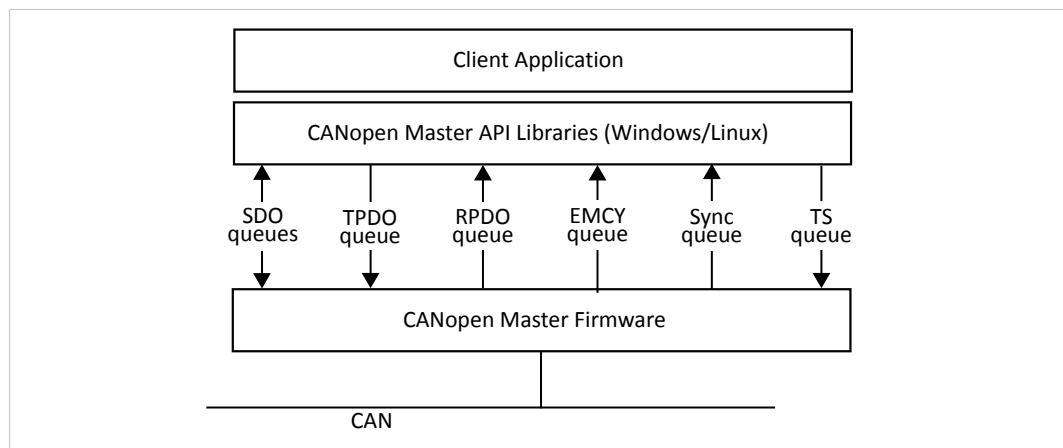 Client Application
CANopen Master API Libraries (Windows/Linux)
SDO queues
TPDO queue
RPDO queue
EMCY queue
Sync queue
TS queue
CANopen Master Firmware
CAN